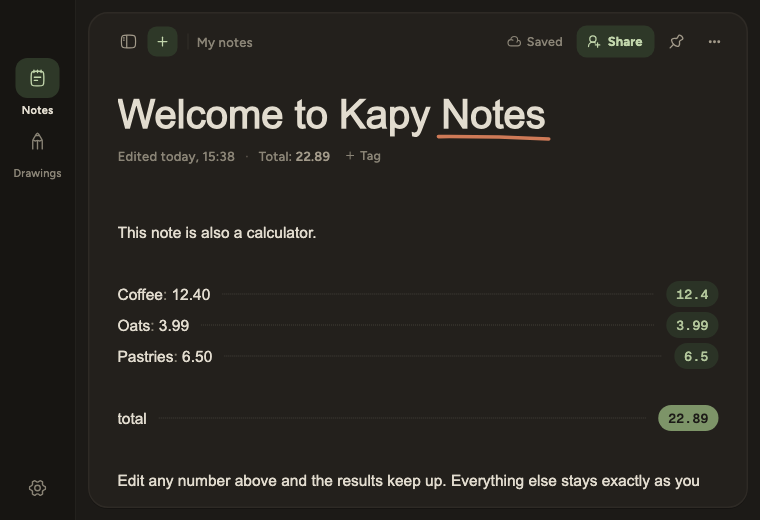 My notes
Saved
Share
Notes
Drawings
Welcome to Kapy Notes
Edited today, 15:38 · Total: 22.89 + Tag
This note is also a calculator.
Coffee: 12.40 12.4
Oats: 3.99 3.99
Pastries: 6.50 6.5
total 22.89
Edit any number above and the results keep up. Everything else stays exactly as you